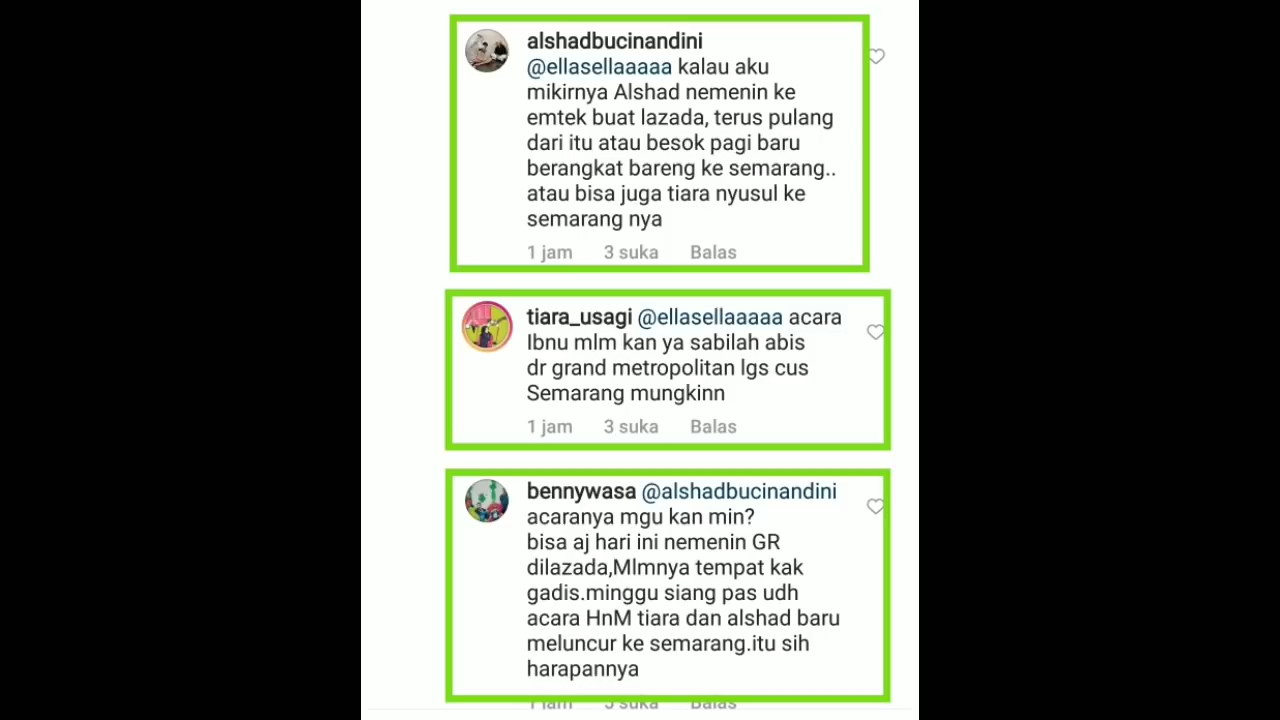 alshadbucinandini
@ellasellaaaaa kalau aku
mikirnya Alshad nemenin ke
emtek buat lazada, terus pulang
dari itu atau besok pagi baru
berangkat bareng ke semarang..
atau bisa juga tiara nyusul ke
semarang nya
1 jam 3 suka Balas
tiara_usagi @ellasellaaaaa acara
Ibnu mlm kan ya sabilah abis
dr grand metropolitan lgs cus
Semarang mungkinn
1 jam 3 suka Balas
bennywasa @alshadbucinandini
acaranya mgu kan min?
bisa aj hari ini nemenin GR
dilazada,Mlmnya tempat kak
gadis.minggu siang pas udh
acara HnM tiara dan alshad baru
meluncur ke semarang.itu sih
harapannya
1 jam suka Balas